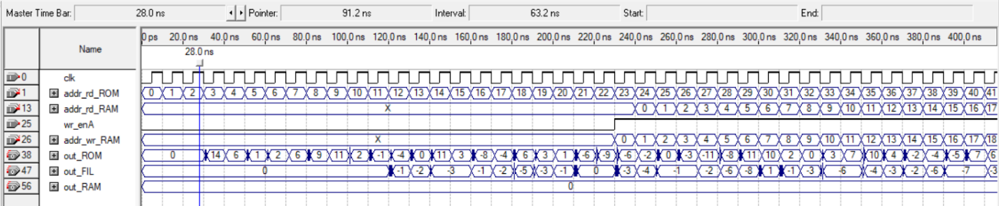 Master Time Bar: 28.0 ns Pointer: 91.2 ns Interval: 63.2 ns Start: End:
Name 0 ps 20.0 ns 40.0 ns 60.0 ns 80.0 ns 100.0 ns 120.0 ns 140.0 ns 160.0 ns 180.0 ns 200.0 ns 220.0 ns 240.0 ns 260.0 ns 280.0 ns 300.0 ns 320.0 ns 340.0 ns 360.0 ns 380.0 ns 400.0 ns
28.0 ns
0 clk
1 addr_rd_ROM 0 1 2 3 4 5 6 7 8 9 10 11 12 13 14 15 16 17 18 19 20 21 22 23 24 25 26 27 28 29 30 31 32 33 34 35 36 37 38 39 40 41
13 addr_rd_RAM X 0 1 2 3 4 5 6 7 8 9 10 11 12 13 14 15 16 17
25 wr_enA
26 addr_wr_RAM X 0 1 2 3 4 5 6 7 8 9 10 11 12 13 14 15 16 17 18
38 out_ROM 0 14 6 1 2 6 9 11 2 -1 -4 0 11 3 -8 -4 6 3 1 -6 -9 -6 -2 0 -3 -11 -8 11 10 2 0 3 7 10 4 -2 -4 -5 7 6
47 out_FIL 0 -1 -2 -3 -1 -2 -5 -3 -1 0 -3 -4 -1 -2 -6 -8 1 -1 -3 -6 -4 -3 -2 -6 -7 -3
56 out_RAM 0